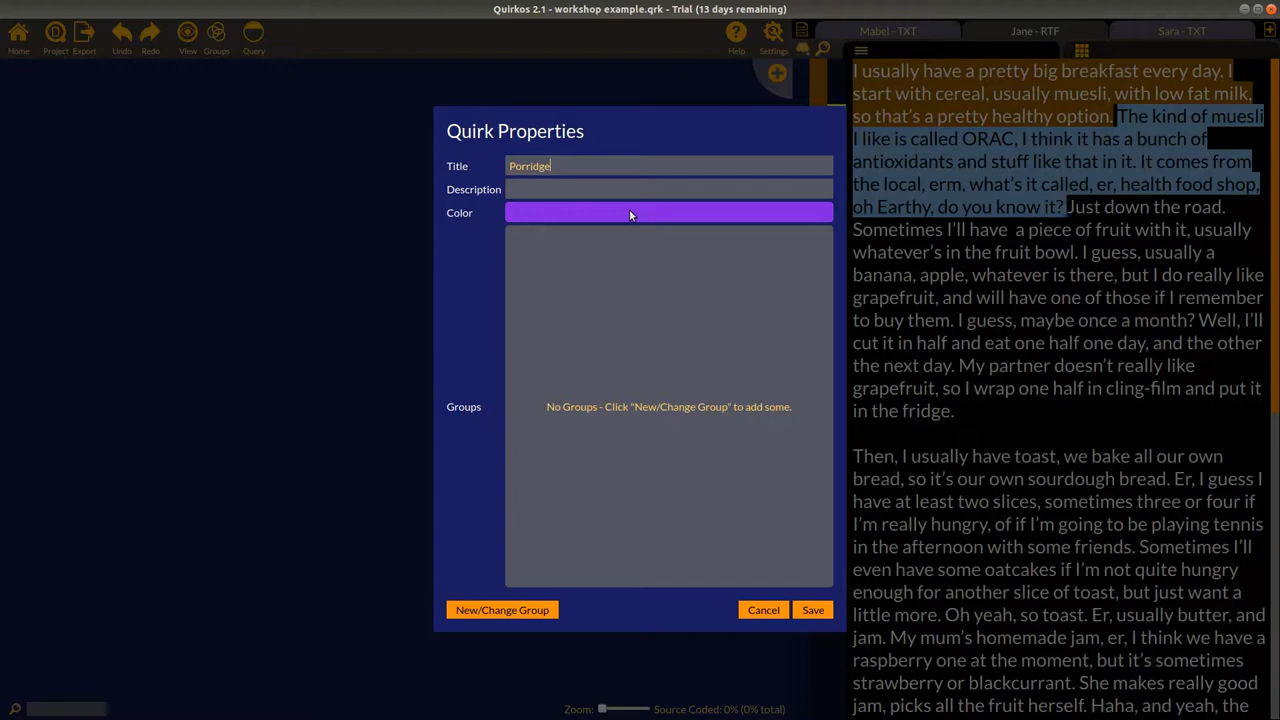 Quirkos 2.1 - workshop example.qrk - Trial (13 days remaining)
Home
Project
Export
Undo
Redo
View
Groups
Query
Help
Settings
Mabel - TXT
Jane - RTF
Sara - TXT
Quirk Properties
Title
Porridge
Description
Color
Groups
No Groups - Click "New/Change Group" to add some.
New/Change Group
Cancel
Save
Zoom:
Source Coded: 0% (0% total)
I usually have a pretty big breakfast every day. I
start with cereal, usually muesli, with low fat milk,
so that’s a pretty healthy option. The kind of muesli
I like is called ORAC, I think it has a bunch of
antioxidants and stuff like that in it. It comes from
the local, erm, what’s it called, er, health food shop,
oh Earthy, do you know it? Just down the road.
Sometimes I’ll have a piece of fruit with it, usually
whatever’s in the fruit bowl. I guess, usually a
banana, apple, whatever is there, but I do really like
grapefruit, and will have one of those if I remember
to buy them. I guess, maybe once a month? Well, I’ll
cut it in half and eat one half one day, and the other
the next day. My partner doesn’t really like
grapefruit, so I wrap one half in cling-film and put it
in the fridge.
Then, I usually have toast, we bake all our own
bread, so it’s our own sourdough bread. Er, I guess I
have at least two slices, sometimes three or four if
I’m really hungry, of if I’m going to be playing tennis
in the afternoon with some friends. Sometimes I’ll
even have some oatcakes if I’m not quite hungry
enough for another slice of toast, but just want a
little more. Oh yeah, so toast. Er, usually butter, and
jam. My mum’s homemade jam, er, I think we have a
raspberry one at the moment, but it’s sometimes
strawberry or blackcurrant. She makes really good
jam, picks all the fruit herself. Haha, and yeah, the